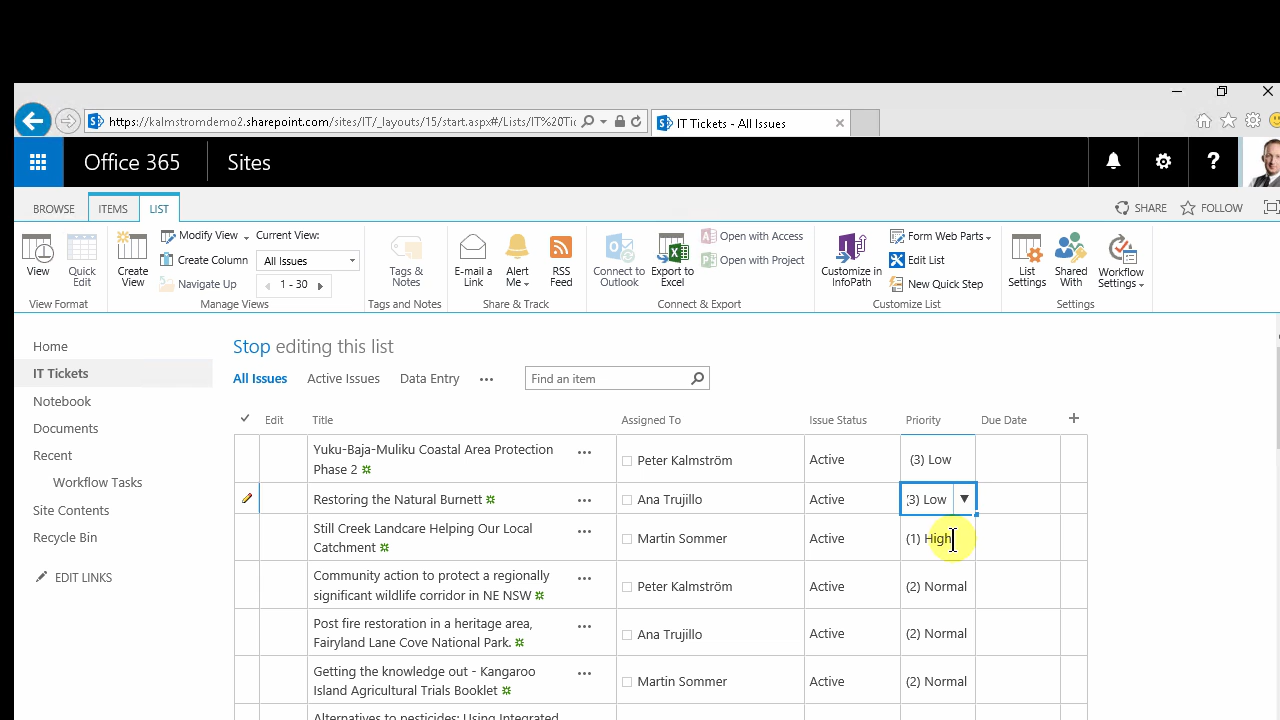 https://kalmstromdemo2.sharepoint.com/sites/IT/_layouts/15/start.aspx#/Lists/IT%20Tic
IT Tickets - All Issues
Office 365
Sites
BROWSE
ITEMS
LIST
SHARE
FOLLOW
View
Quick
Edit
View Format
Create
View
Modify View
Create Column
Navigate Up
Current View:
All Issues
1 - 30
Manage Views
Tags &
Notes
Tags and Notes
E-mail a
Link
Alert
Me
RSS
Feed
Share & Track
Connect to
Outlook
Export to
Excel
Open with Access
Open with Project
Connect & Export
Customize in
InfoPath
Form Web Parts
Edit List
New Quick Step
Customize List
List
Settings
Shared
With
Workflow
Settings
Settings
Home
IT Tickets
Notebook
Documents
Recent
Workflow Tasks
Site Contents
Recycle Bin
EDIT LINKS
Stop editing this list
All Issues
Active Issues
Data Entry
Find an item
Edit
Title
Assigned To
Issue Status
Priority
Due Date
Yuku-Baja-Muliku Coastal Area Protection
Phase 2
Peter Kalmström
Active
(3) Low
Restoring the Natural Burnett
Ana Trujillo
Active
(3) Low
Still Creek Landcare Helping Our Local
Catchment
Martin Sommer
Active
(1) High
Community action to protect a regionally
significant wildlife corridor in NE NSW
Peter Kalmström
Active
(2) Normal
Post fire restoration in a heritage area,
Fairyland Lane Cove National Park.
Ana Trujillo
Active
(2) Normal
Getting the knowledge out - Kangaroo
Island Agricultural Trials Booklet
Martin Sommer
Active
(2) Normal
Alternatives to pesticides: Using Integrated